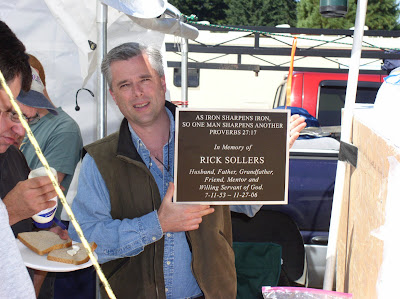 AS IRON SHARPENS IRON,
SO ONE MAN SHARPENS ANOTHER
PROVERBS 27:17
In Memory of
RICK SOLLERS
Husband, Father, Grandfather,
Friend, Mentor and
Willing Servant of God.
7-11-53 - 11-27-06